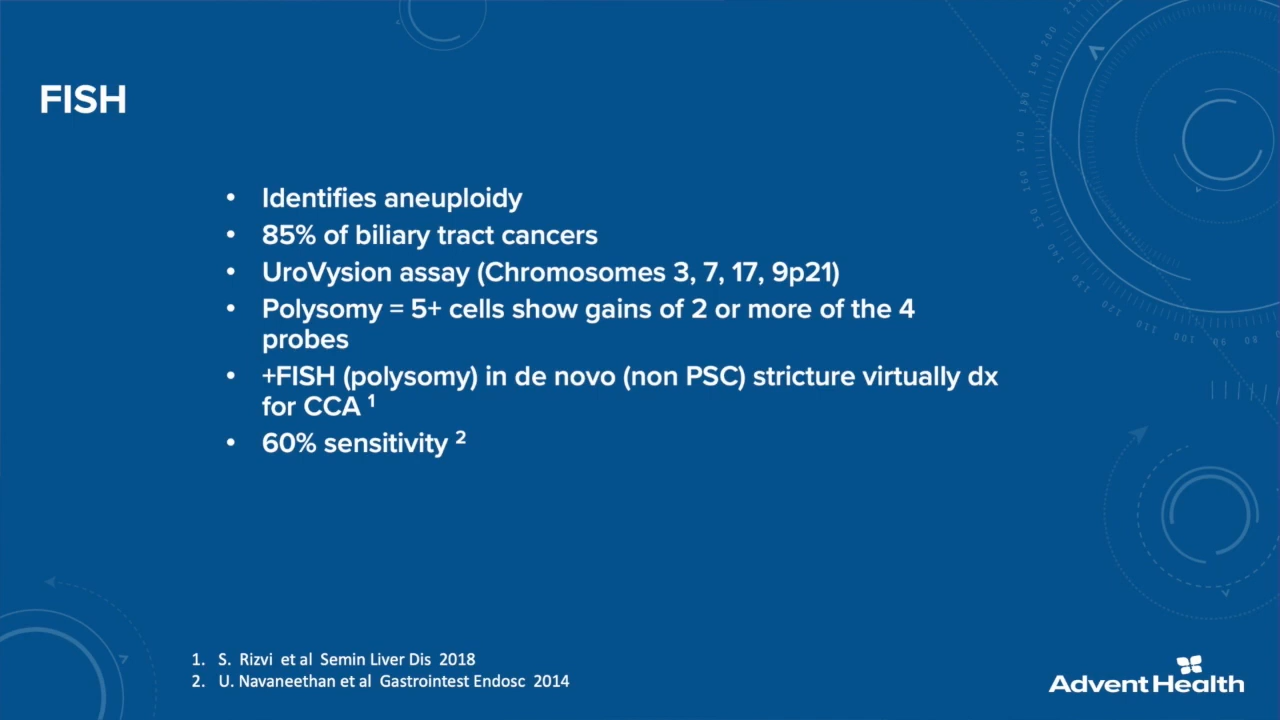 FISH
• Identifies aneuploidy
• 85% of biliary tract cancers
• UroVysion assay (Chromosomes 3, 7, 17, 9p21)
• Polysomy = 5+ cells show gains of 2 or more of the 4
probes
• +FISH (polysomy) in de novo (non PSC) stricture virtually dx
for CCA 1
• 60% sensitivity 2
1. S. Rizvi et al Semin Liver Dis 2018
2. U. Navaneethan et al Gastrointest Endosc 2014
Advent Health